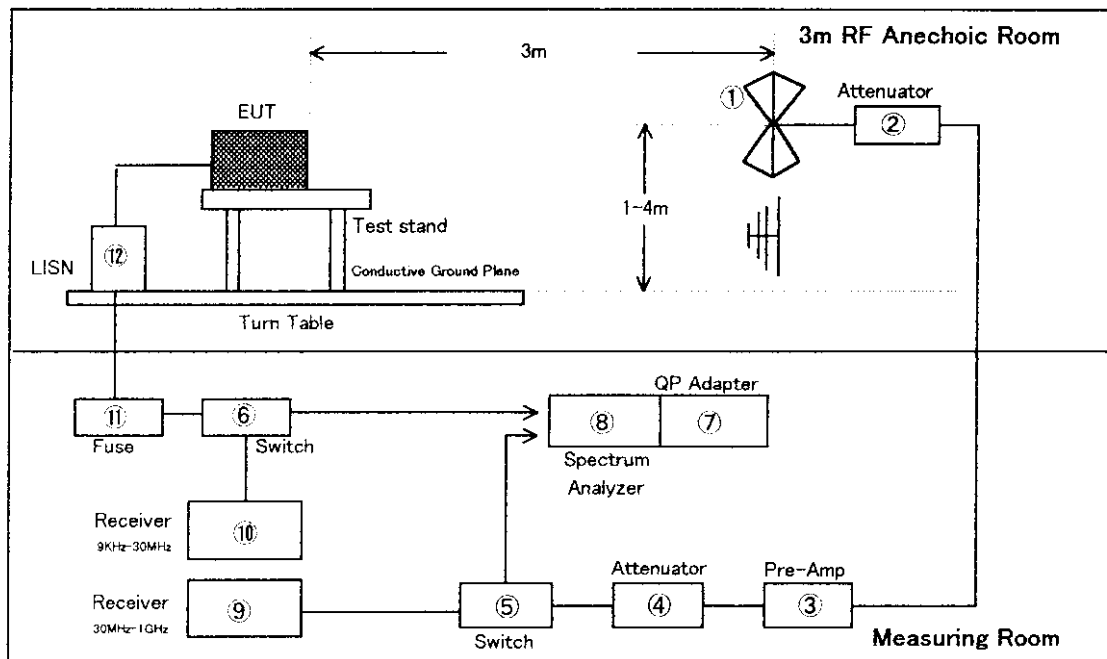 3m RF Anechoic Room
3m
EUT
①
Attenuator
②
1~4m
Test stand
LISN
⑫
Conductive Ground Plane
Turn Table
QP Adapter
⑪
⑥
⑧
⑦
Fuse
Switch
Spectrum
Analyzer
Receiver
9KHz-30MHz
⑩
Attenuator
Pre-Amp
Receiver
30MHz-1GHz
⑨
⑤
④
③
Switch
Measuring Room